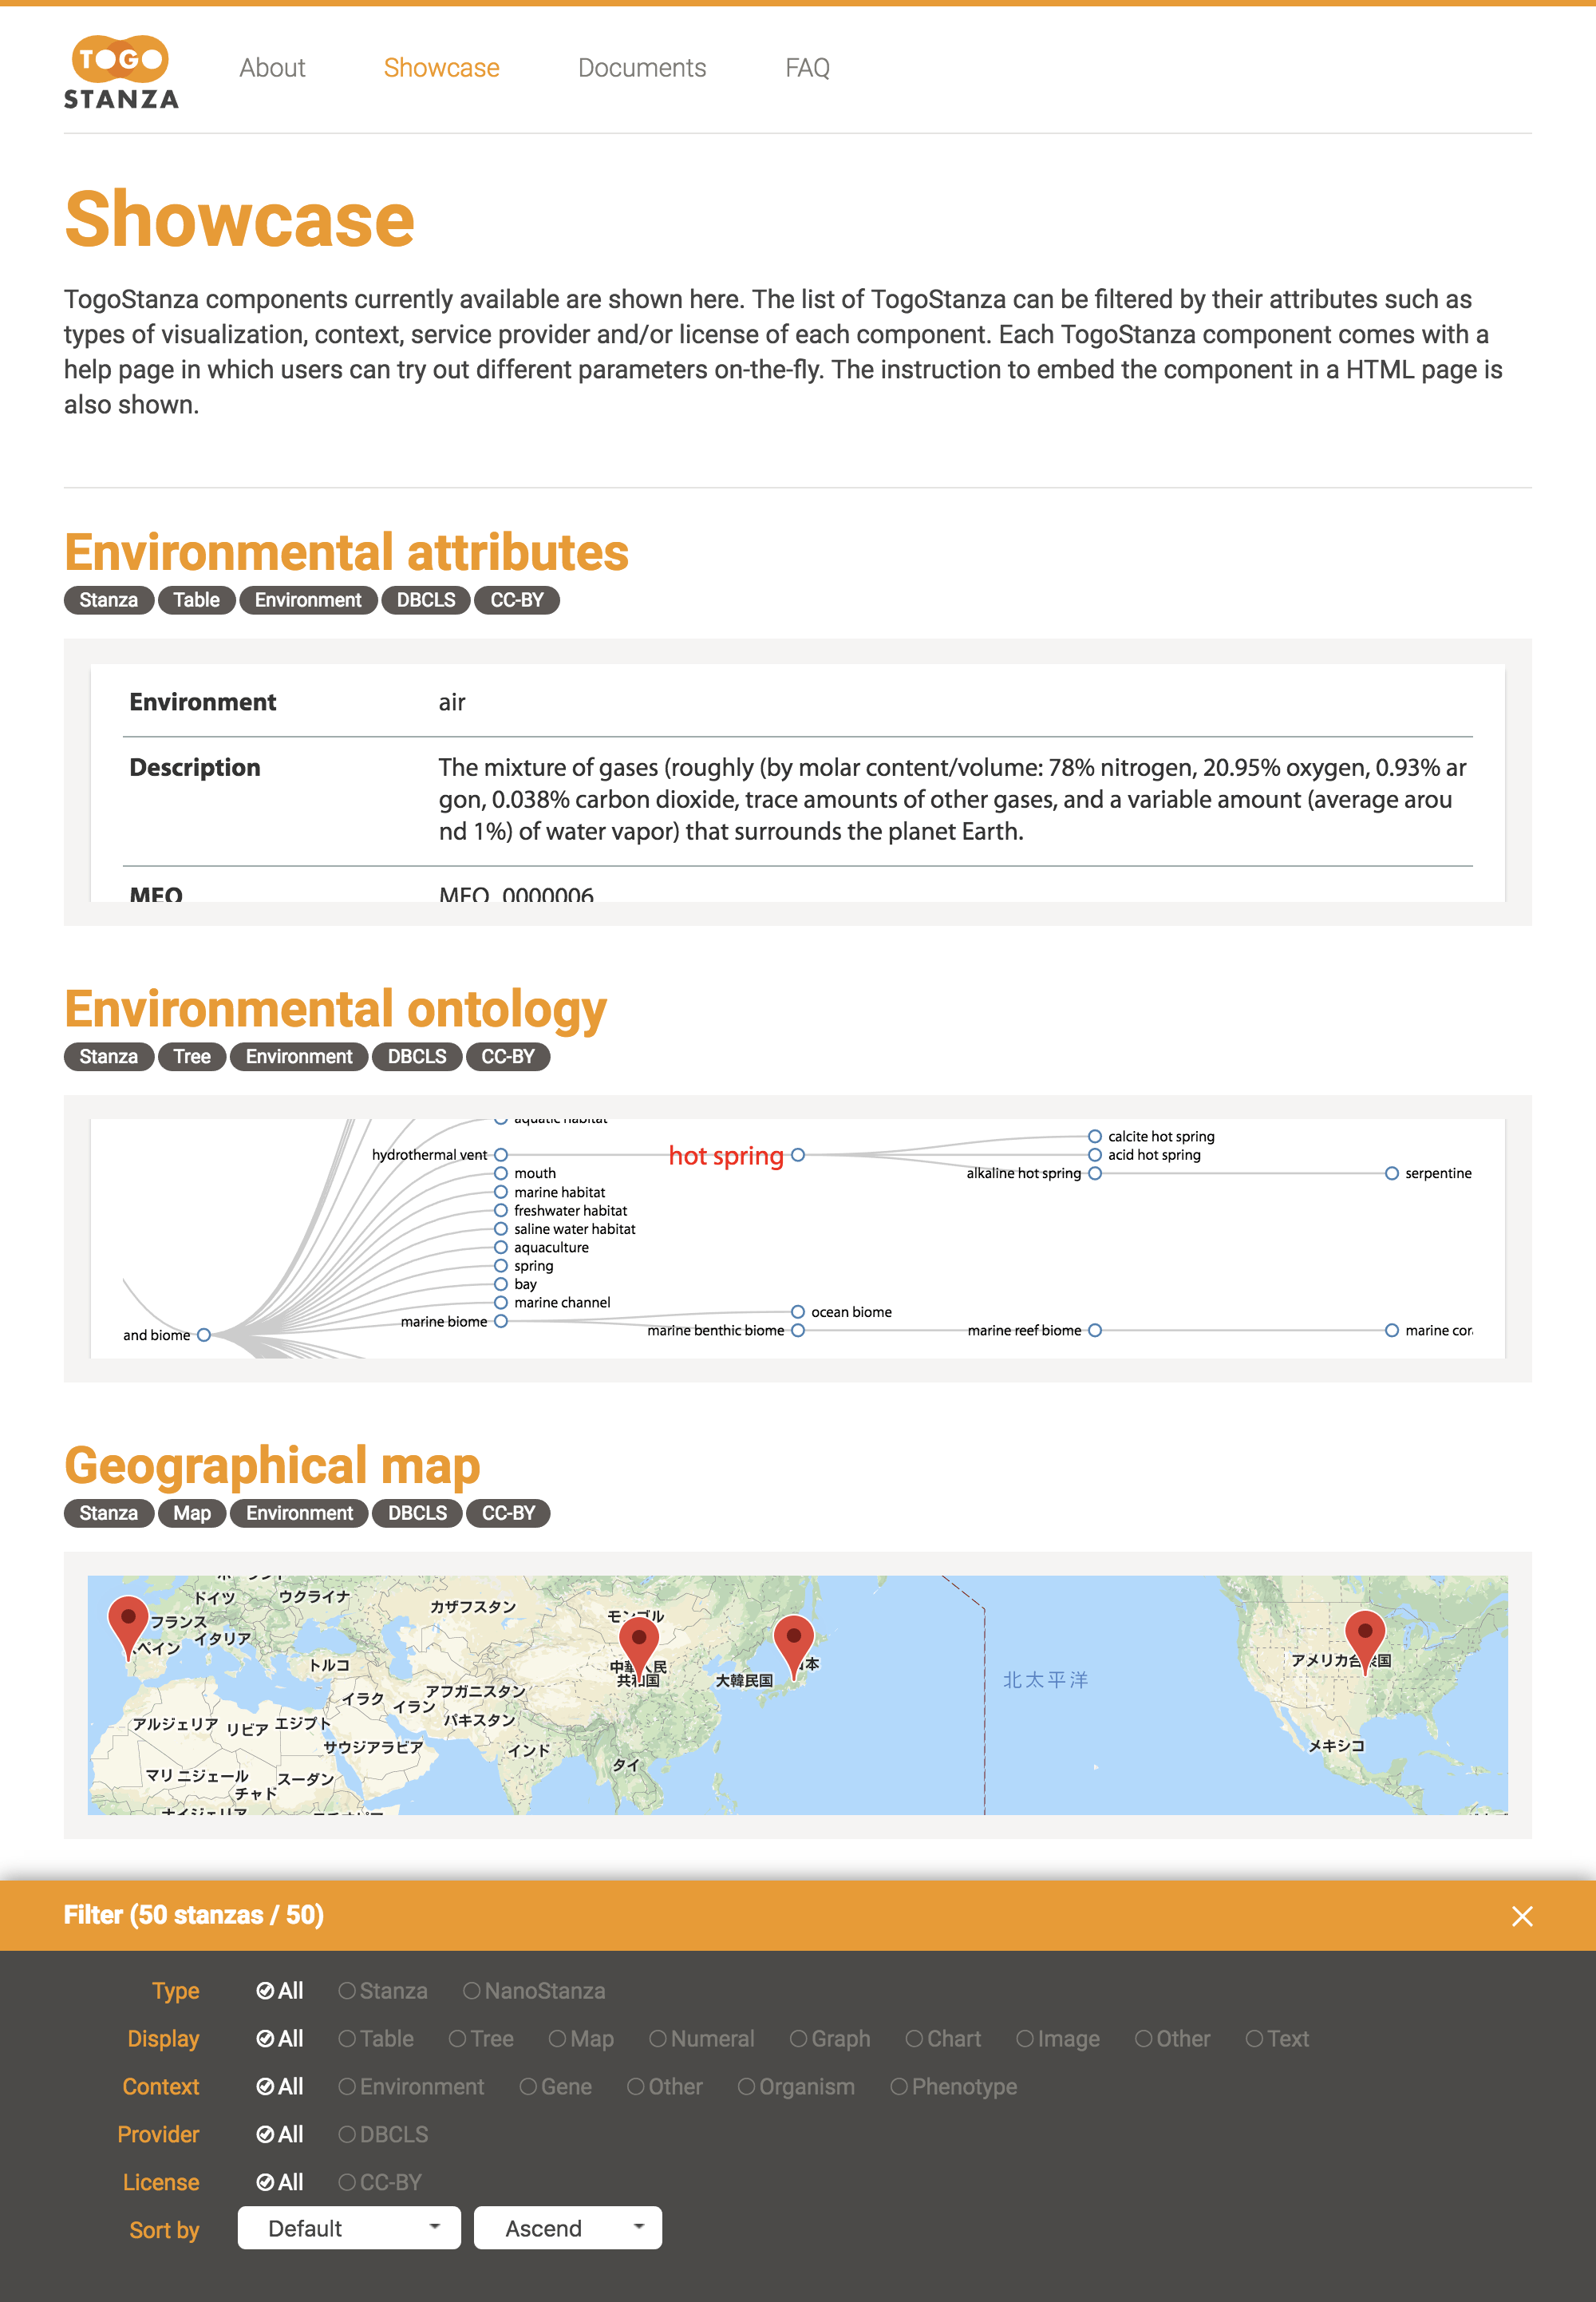 TOGO
STANZA
About Showcase Documents FAQ
Showcase
TogoStanza components currently available are shown here. The list of TogoStanza can be filtered by their attributes such as
types of visualization, context, service provider and/or license of each component. Each TogoStanza component comes with a
help page in which users can try out different parameters on-the-fly. The instruction to embed the component in a HTML page is
also shown.
Environmental attributes
Stanza Table Environment DBCLS CC-BY
Environment air
Description The mixture of gases (roughly (by molar content/volume: 78% nitrogen, 20.95% oxygen, 0.93% ar
gon, 0.038% carbon dioxide, trace amounts of other gases, and a variable amount (average arou
nd 1%) of water vapor) that surrounds the planet Earth.
MEO MEO_0000006
Environmental ontology
Stanza Tree Environment DBCLS CC-BY
aquatic habitat
calcite hot spring
hydrothermal vent hot spring acid hot spring
mouth alkaline hot spring serpentine
marine habitat
freshwater habitat
saline water habitat
aquaculture
spring
bay
marine channel
ocean biome
marine biome
marine benthic biome marine reef biome marine cor
and biome
Geographical map
Stanza Map Environment DBCLS CC-BY
ドイツ ウクライナ
カザフスタン
モンゴル
フランス
イタリア
ペイン
トルコ
中華人民
共和国
大韓民国
本
北太平洋
アメリカ合衆国
イラク イラン アフガニスタン
パキスタン
アルジェリア リビア エジプト
サウジアラビア
インド
タイ
メキシコ
マリ ニジェール スーダン
チャド
ナイジェリア エチオピア
Filter (50 stanzas / 50)
Type All Stanza NanoStanza
Display All Table Tree Map Numeral Graph Chart Image Other Text
Context All Environment Gene Other Organism Phenotype
Provider All DBCLS
License All CC-BY
Sort by Default Ascend